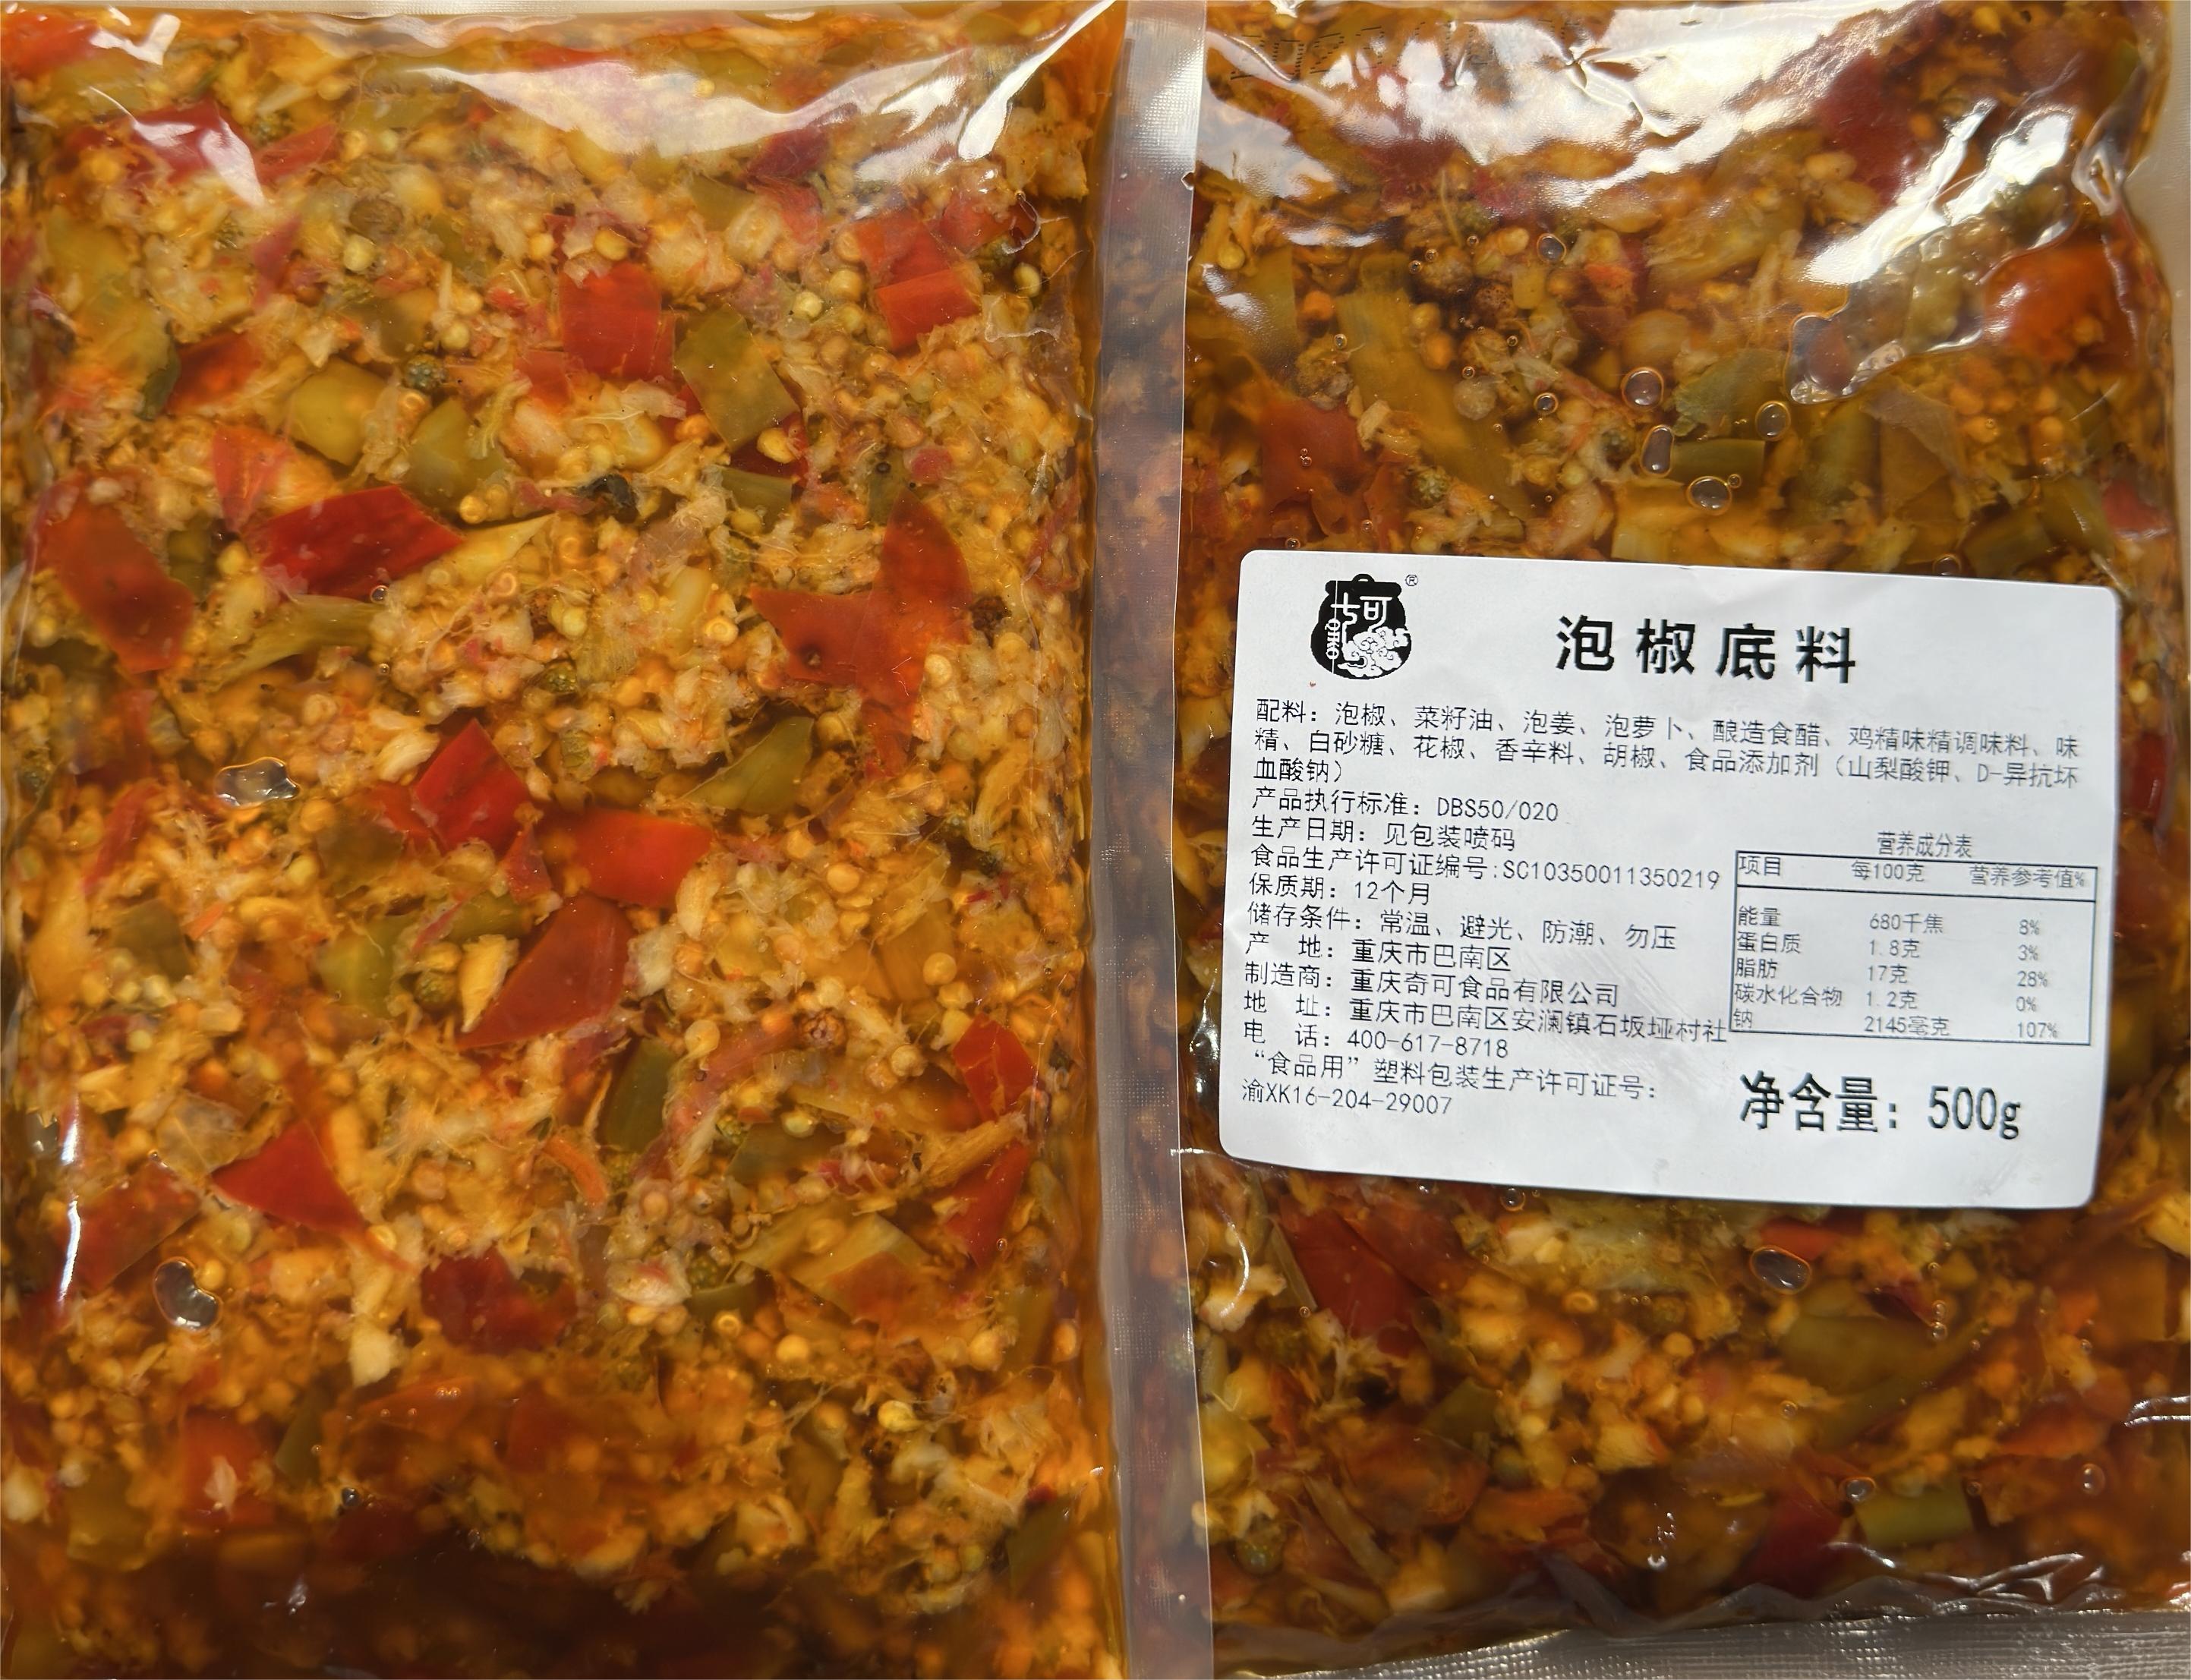 ®
奇可
QIKO
泡椒底料
配料：泡椒、菜籽油、泡姜、泡萝卜、酿造食醋、鸡精味精调味料、味
精、白砂糖、花椒、香辛料、胡椒、食品添加剂（山梨酸钾、D-异抗坏
血酸钠）
产品执行标准：DBS50/020
生产日期：见包装喷码
食品生产许可证编号:SC10350011350219
保质期：12个月
储存条件：常温、避光、防潮、勿压
产 地：重庆市巴南区
制造商：重庆奇可食品有限公司
地 址：重庆市巴南区安澜镇石坂垭村社
电 话：400-617-8718
“食品用”塑料包装生产许可证号：
渝XK16-204-29007
营养成分表
项目 每100克 营养参考值%
能量 680千焦 8%
蛋白质 1.8克 3%
脂肪 17克 28%
碳水化合物 1.2克 0%
钠 2145毫克 107%
净含量：500g